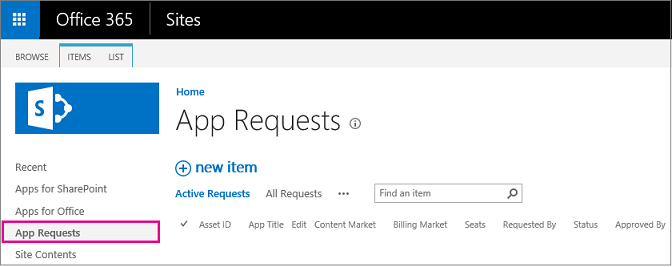 Office 365 Sites
BROWSE ITEMS LIST
S
Home
App Requests
new item
Recent
Apps for SharePoint
Apps for Office
App Requests
Site Contents
Active Requests All Requests ••• Find an item
✓ Asset ID App Title Edit Content Market Billing Market Seats Requested By Status Approved By